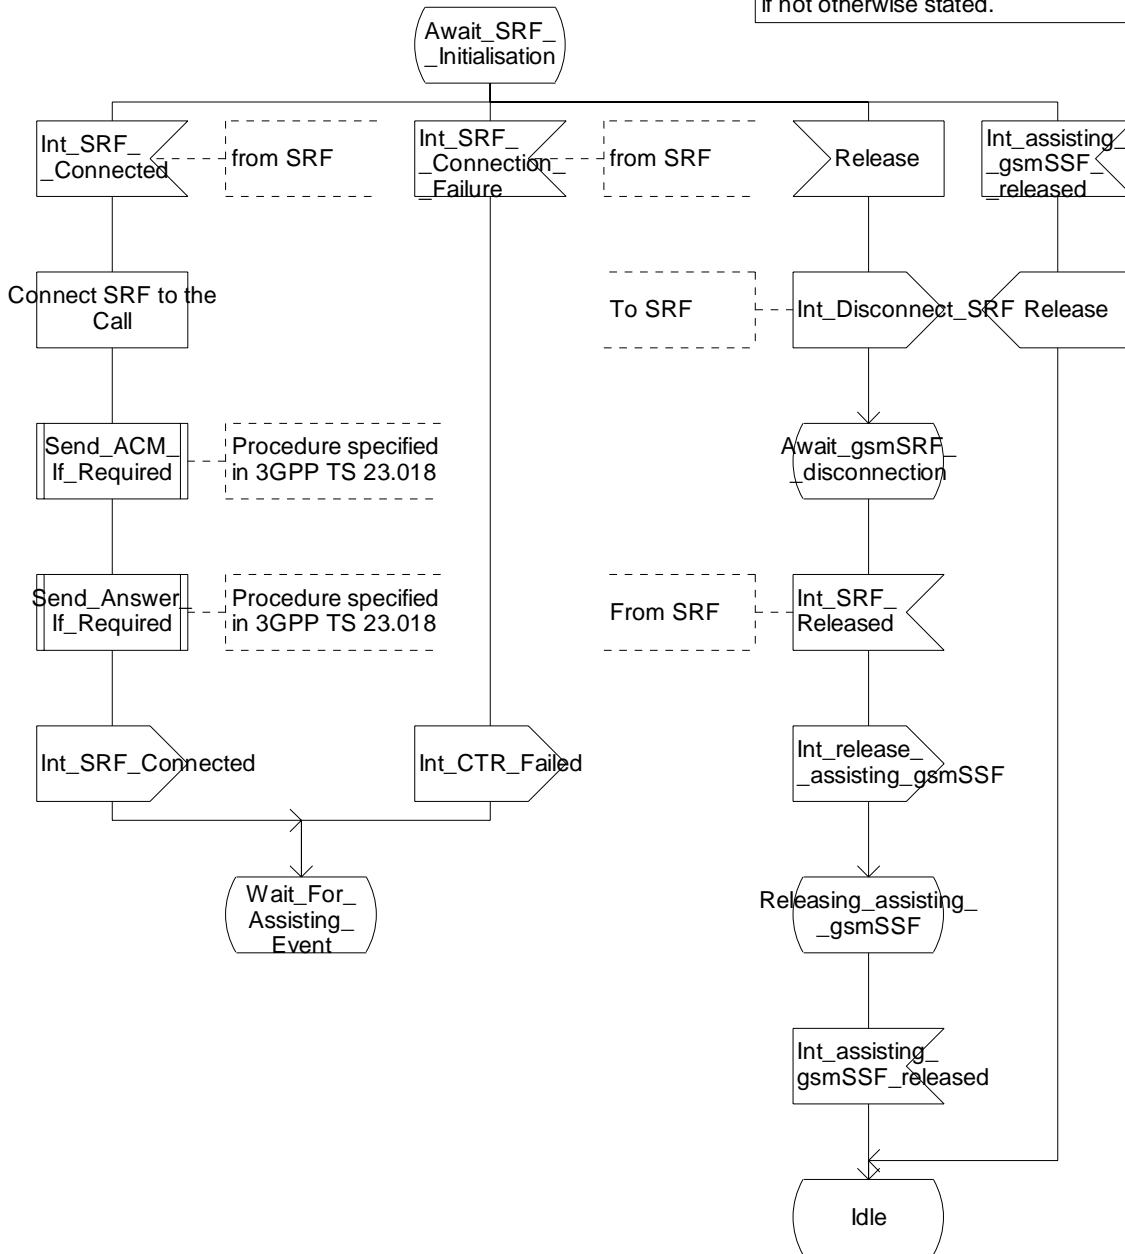 if not otherwise stated.
Await_SRF_
_Initialisation
Int_SRF_
_Connected
from SRF
Int_SRF_
_Connection_
_Failure
from SRF
Release
Int_assisting_
_gsmSSF_
_released
Connect SRF to the
Call
To SRF
Int_Disconnect_SRF
Release
Send_ACM_
If_Required
Procedure specified
in 3GPP TS 23.018
Await_gsmSRF_
_disconnection
Send_Answer_
If_Required
Procedure specified
in 3GPP TS 23.018
From SRF
Int_SRF_
Released
Int_SRF_Connected
Int_CTR_Failed
Int_release_
_assisting_gsmSSF
Wait_For_
Assisting_
Event
Releasing_assisting_
_gsmSSF
Int_assisting_
gsmSSF_released
Idle